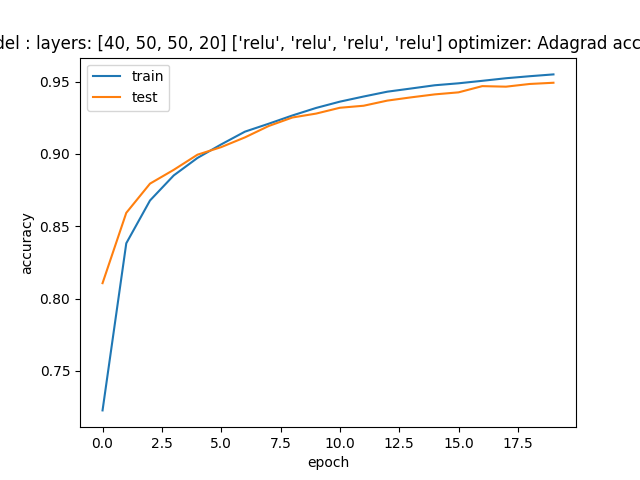 del : layers: [40, 50, 50, 20] ['relu', 'relu', 'relu', 'relu'] optimizer: Adagrad acc
train
test
0.95
0.90
0.85
0.80
0.75
accuracy
0.0 2.5 5.0 7.5 10.0 12.5 15.0 17.5
epoch